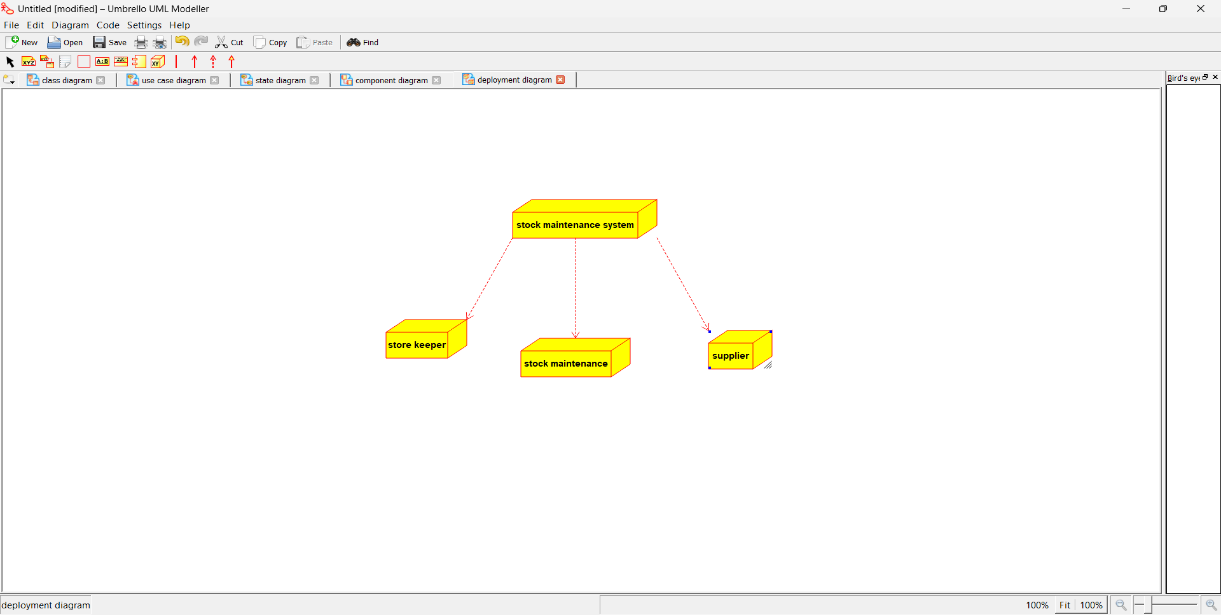 Untitled [modified] – Umbrello UML Modeller
File Edit Diagram Code Settings Help
New Open Save Cut Copy Paste Find
class diagram use case diagram state diagram component diagram deployment diagram Bird's eye
stock maintenance system
store keeper
supplier
stock maintenance
deployment diagram 100% Fit 100%